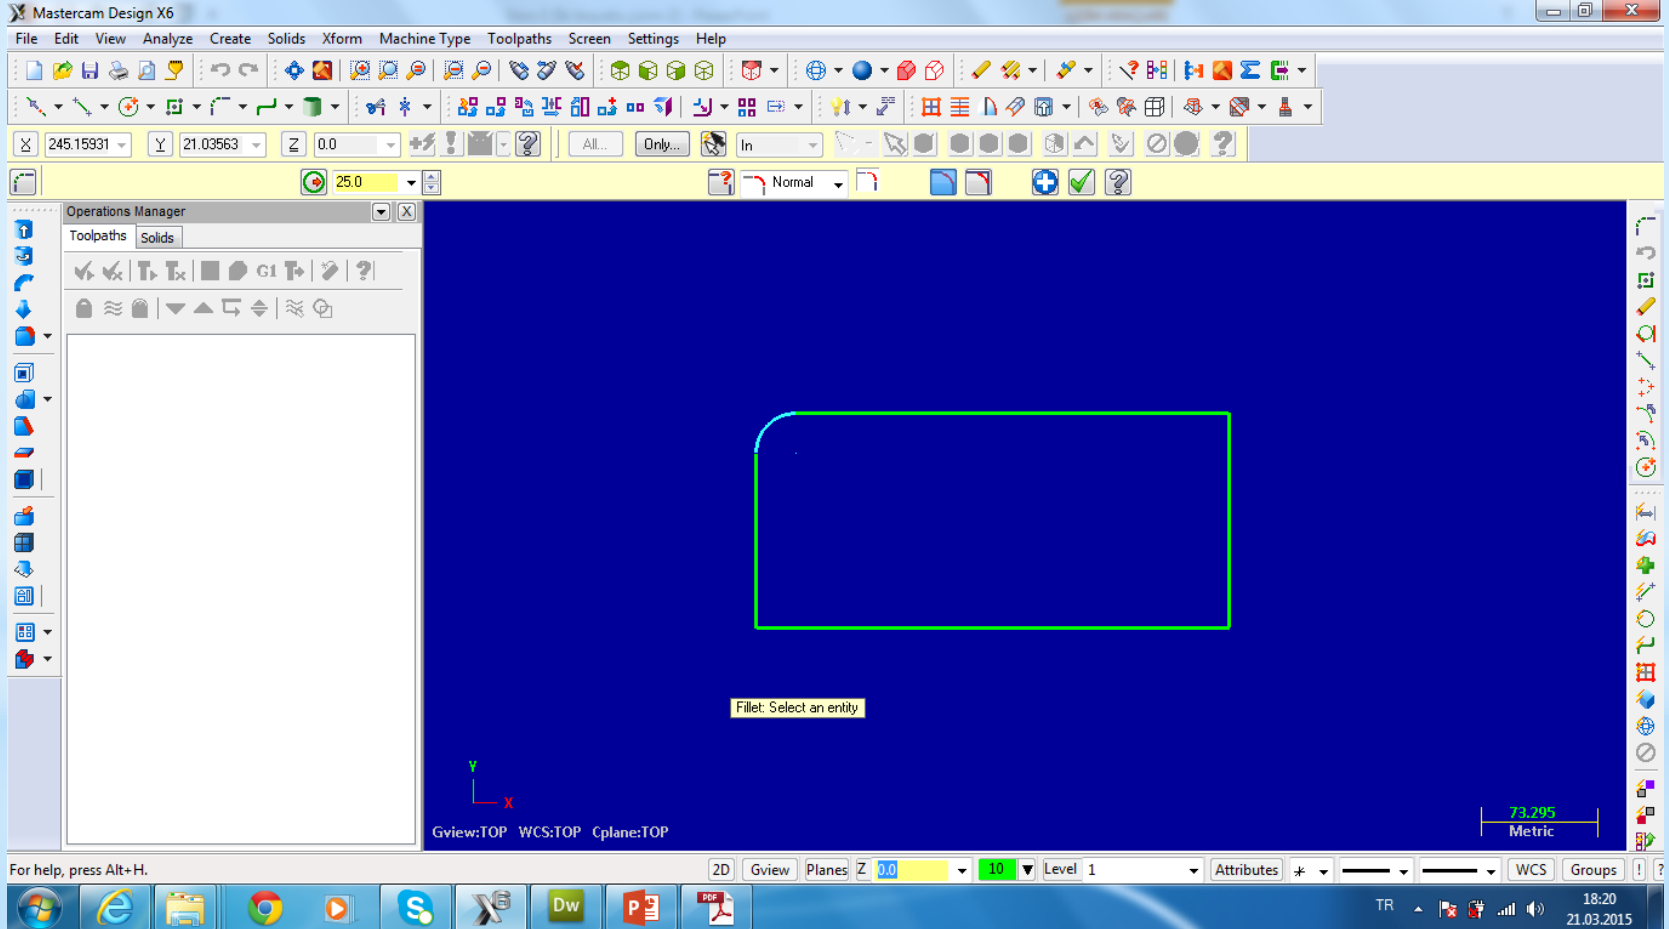 Mastercam Design X6
File Edit View Analyze Create Solids Xform Machine Type Toolpaths Screen Settings Help
X 245.15931 Y 21.03563 Z 0.0 All... Only... In
25.0 Normal
Operations Manager
Toolpaths Solids
G1
Fillet: Select an entity
Y
X
73.295
Metric
Gview:TOP WCS:TOP Cplane:TOP
For help, press Alt+H.
2D Gview Planes Z 0.0 10 Level 1 Attributes WCS Groups ! ?
Dw P PDF
TR 18:20
21.03.2015